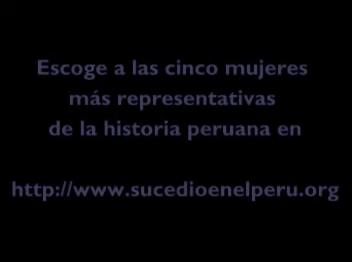 Escoge a las cinco mujeres
más representativas
de la historia peruana en
http://www.sucedioenelperu.org